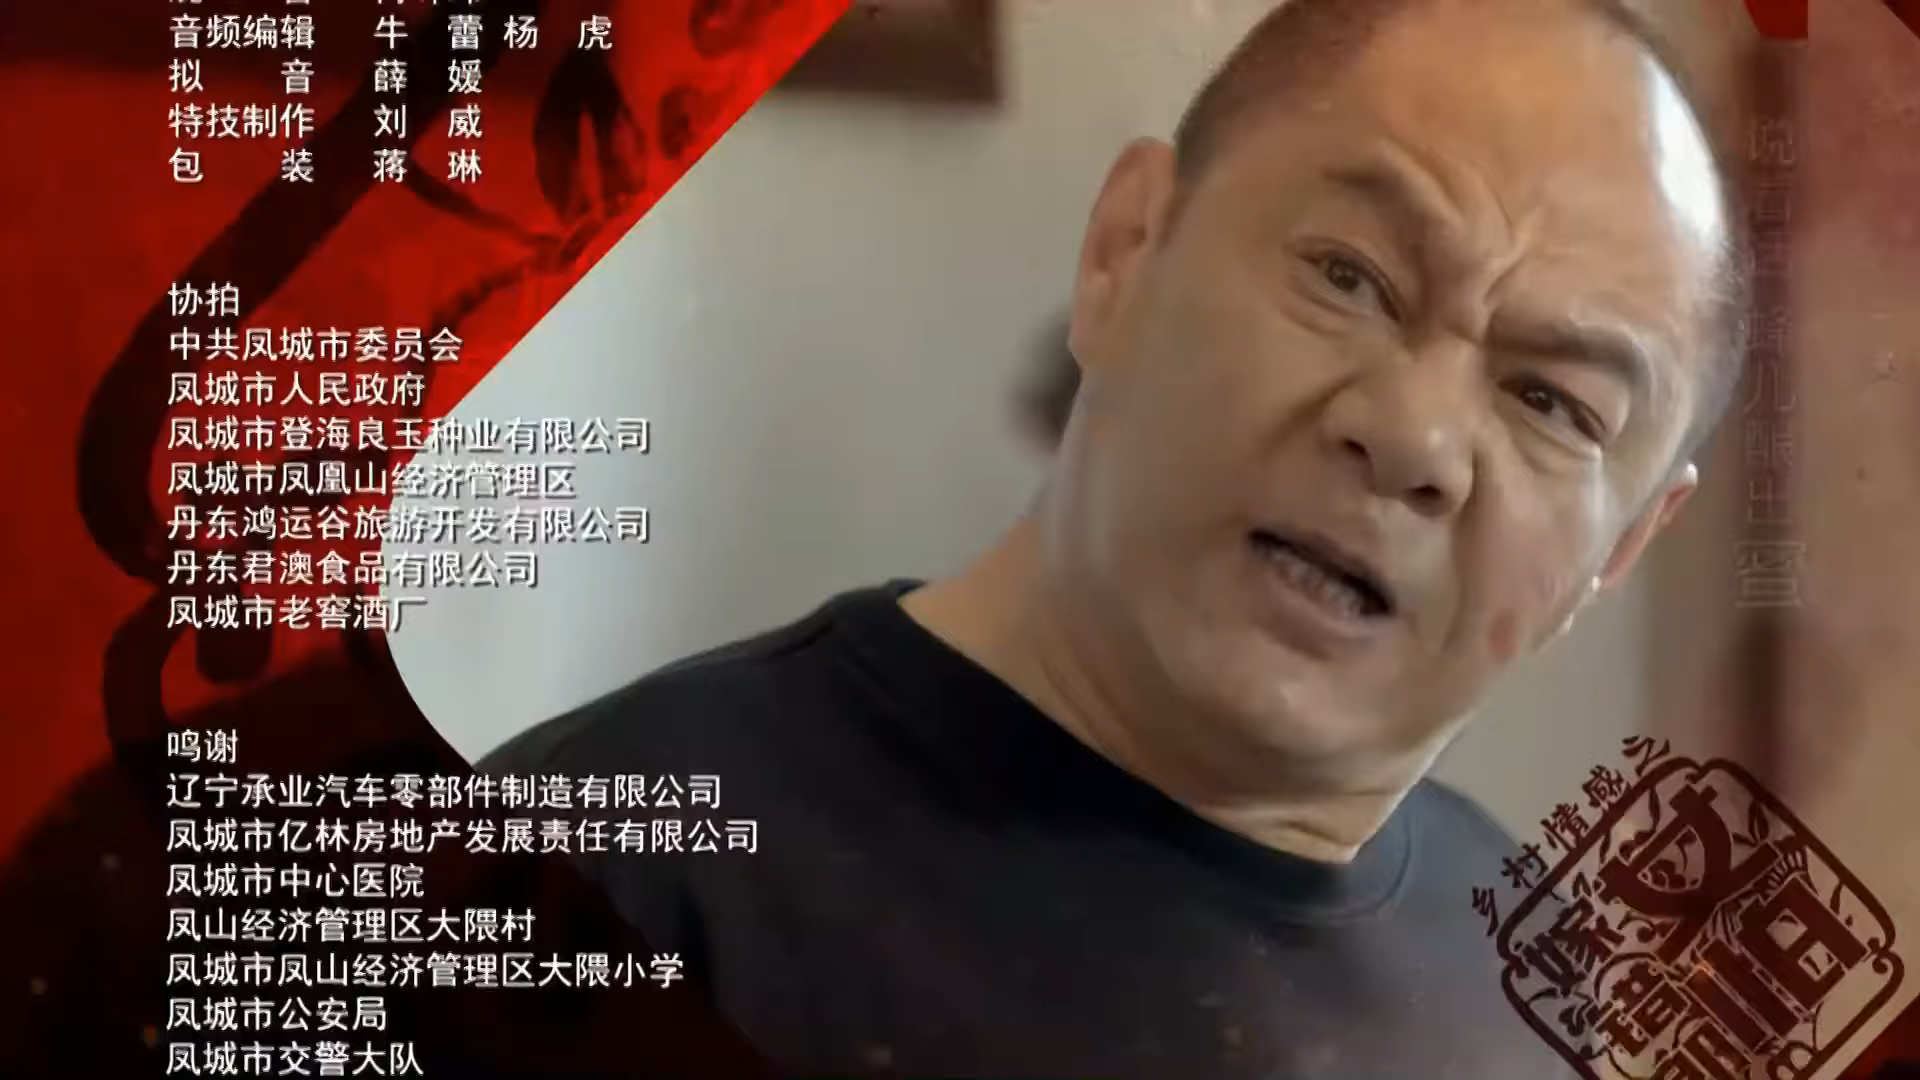 音频编辑 牛 蕾 杨 虎
拟 音 薛 媛
特技制作 刘 威
包 装 蒋 琳
协拍
中共凤城市委员会
凤城市人民政府
凤城市登海良玉种业有限公司
凤城市凤凰山经济管理区
丹东鸿运谷旅游开发有限公司
丹东君澳食品有限公司
凤城市老窖酒厂
鸣谢
辽宁承业汽车零部件制造有限公司
凤城市亿林房地产发展责任有限公司
凤城市中心医院
凤山经济管理区大隈村
凤城市凤山经济管理区大隈小学
凤城市公安局
凤城市交警大队
乡村情感之
女怕
嫁错